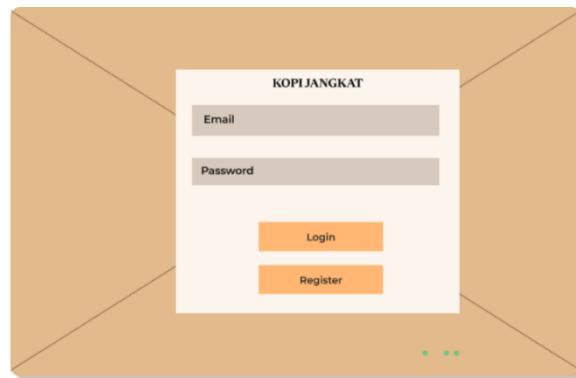 KOPI JANGKAT
Email
Password
Login
Register